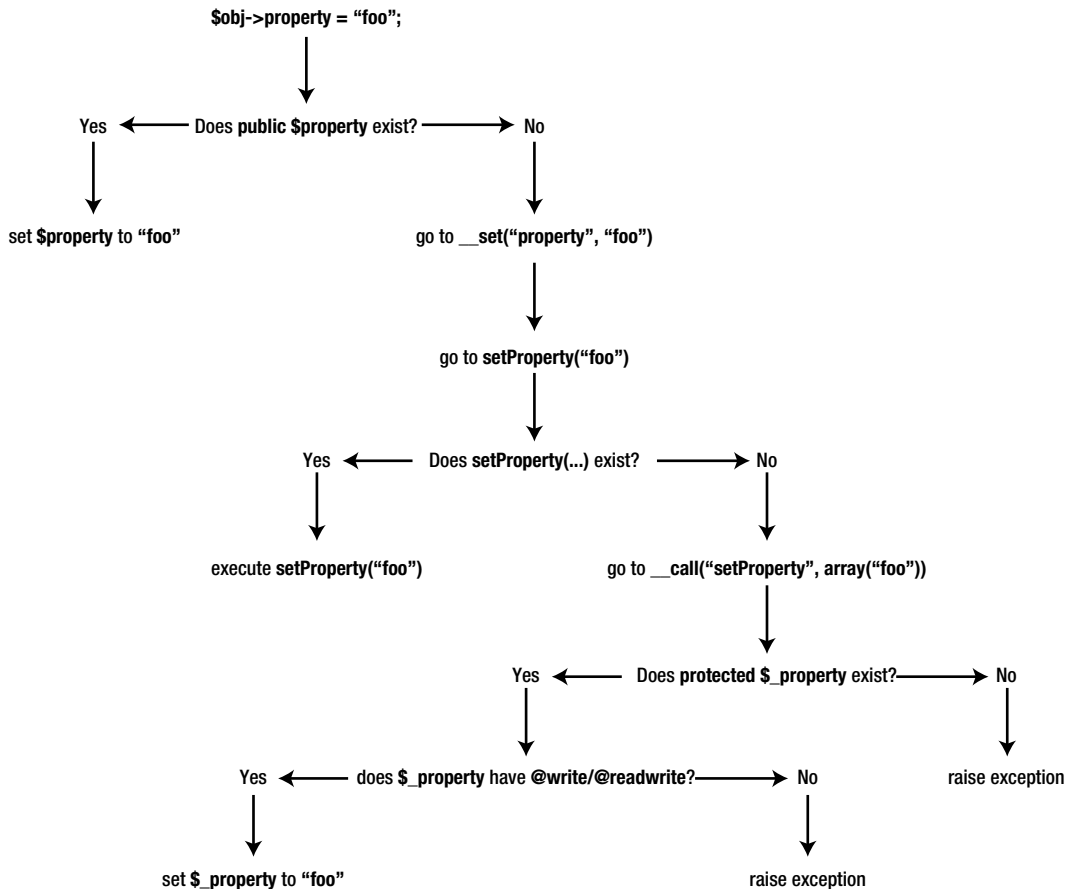 $obj->property = “foo”;
Yes
Does public $property exist?
No
set $property to “foo”
go to __set(“property”, “foo”)
go to setProperty(“foo”)
Yes
Does setProperty(...) exist?
No
execute setProperty(“foo”)
go to __call(“setProperty”, array(“foo”))
Yes
Does protected $_property exist?
No
Yes
does $_property have @write/@readwrite?
No
raise exception
set $_property to “foo”
raise exception